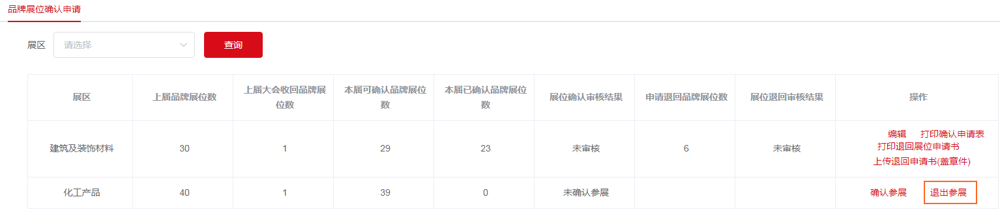 品牌展位确认申请
展区 请选择 查询
展区 上届品牌展位数 上届大会收回品牌展位数 本届可确认品牌展位数 本届已确认品牌展位数 展位确认审核结果 申请退回品牌展位数 展位退回审核结果 操作
建筑及装饰材料 30 1 29 23 未审核 6 未审核 编辑 打印确认申请表
打印退回展位申请书
上传退回申请书(盖章件)
化工产品 40 1 39 0 未确认参展 确认参展 退出参展